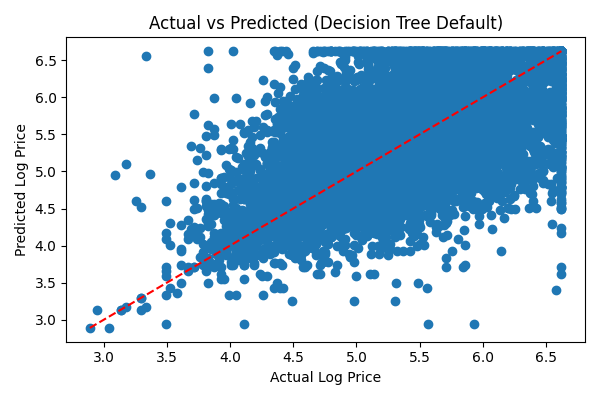 Actual vs Predicted (Decision Tree Default)
Predicted Log Price
6.5
6.0
5.5
5.0
4.5
4.0
3.5
3.0
3.0 3.5 4.0 4.5 5.0 5.5 6.0 6.5
Actual Log Price